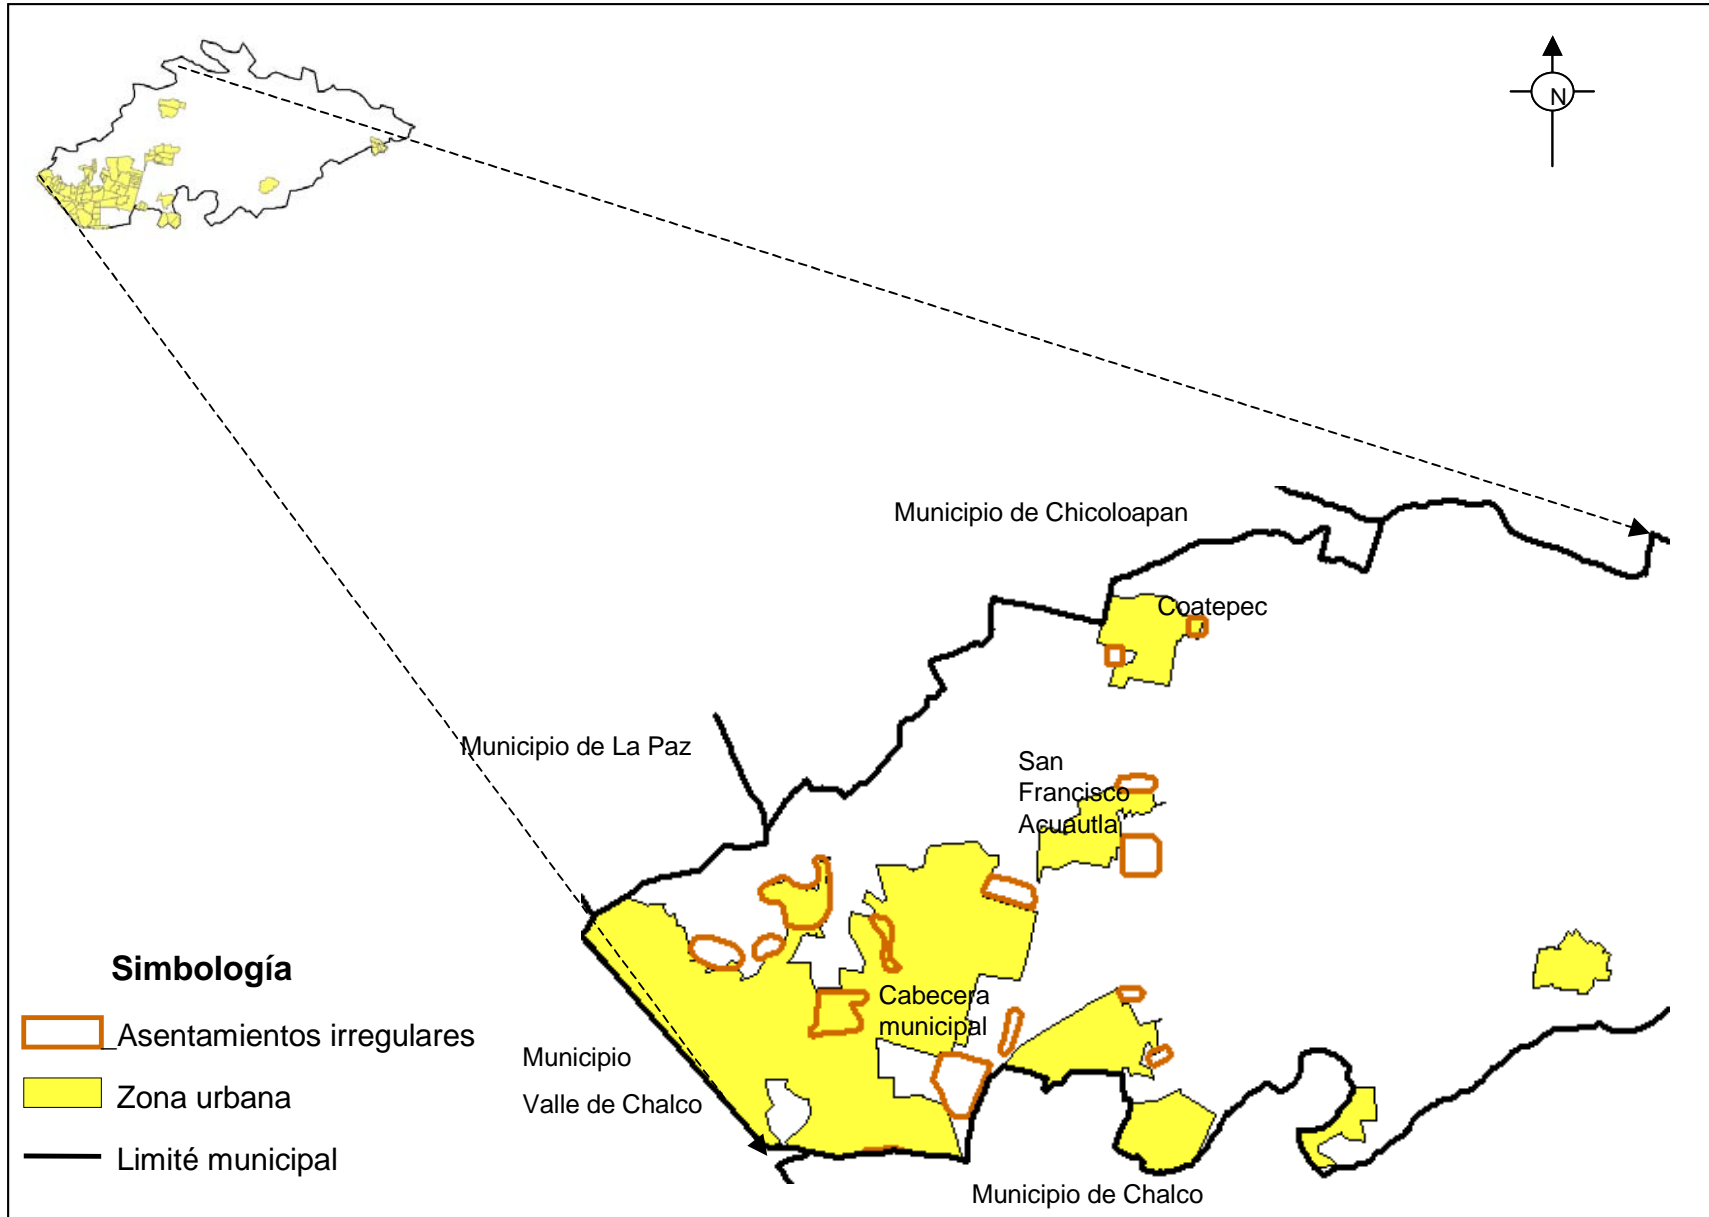 N
Municipio de Chicoloapan
Coatepec
Municipio de La Paz
San
Francisco
Acuautla
Cabecera
municipal
Municipio
Valle de Chalco
Municipio de Chalco
Simbología
_Asentamientos irregulares
Zona urbana
Limité municipal